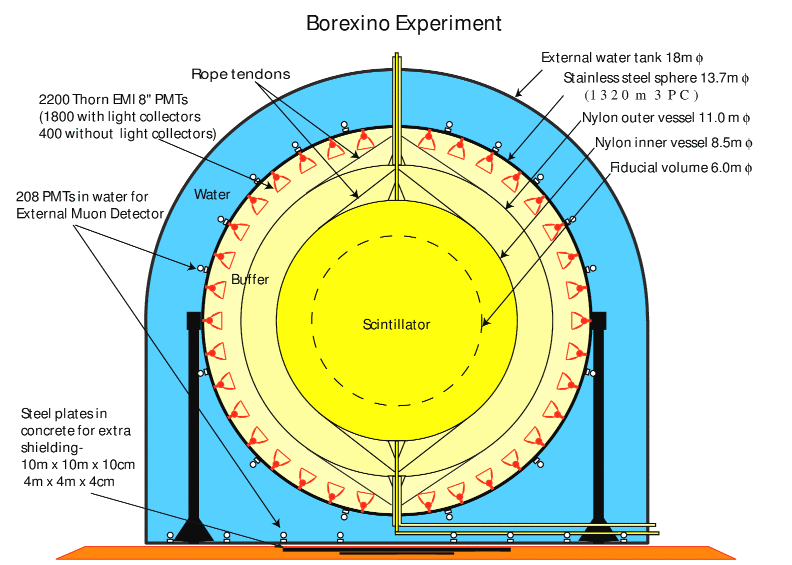 Borexino Experiment
External water tank 18m ϕ
Rope tendons
Stainless steel sphere 13.7m ϕ
(1320 m 3 PC)
2200 Thorn EMI 8" PMTs
(1800 with light collectors
400 without light collectors)
Nylon outer vessel 11.0 m ϕ
Nylon inner vessel 8.5m ϕ
Fiducial volume 6.0m ϕ
Water
208 PMTs in water for
External Muon Detector
Buffer
Scintillator
Steel plates in
concrete for extra
shielding-
10m x 10m x 10cm
4m x 4m x 4cm